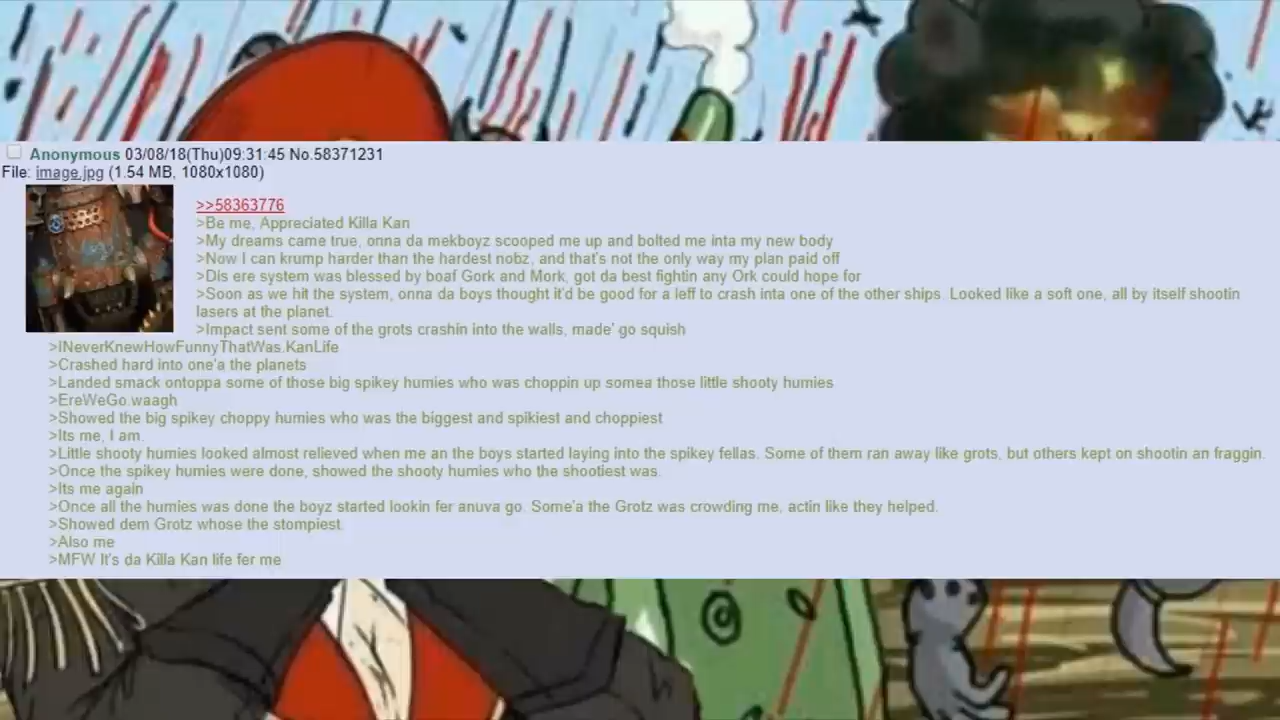 Anonymous 03/08/18(Thu)09:31:45 No.58371231
File: image.jpg (1.54 MB, 1080x1080)
>>58363776
>Be me, Appreciated Killa Kan
>My dreams came true, onna da mekboyz scooped me up and bolted me inta my new body
>Now I can krump harder than the hardest nobz, and that's not the only way my plan paid off
>Dis ere system was blessed by boaf Gork and Mork, got da best fightin any Ork could hope for
>Soon as we hit the system, onna da boys thought it'd be good for a leff to crash inta one of the other ships. Looked like a soft one, all by itself shootin
lasers at the planet.
>Impact sent some of the grots crashin into the walls, made' go squish
>INeverKnewHowFunnyThatWas.KanLife
>Crashed hard into one'a the planets
>Landed smack ontoppa some of those big spikey humies who was choppin up somea those little shooty humies
>EreWeGo.waagh
>Showed the big spikey choppy humies who was the biggest and spikiest and choppiest
>Its me, I am.
>Little shooty humies looked almost relieved when me an the boys started laying into the spikey fellas. Some of them ran away like grots, but others kept on shootin an fraggin.
>Once the spikey humies were done, showed the shooty humies who the shootiest was.
>Its me again
>Once all the humies was done the boyz started lookin fer anuva go. Some'a the Grotz was crowding me, actin like they helped.
>Showed dem Grotz whose the stompiest
>Also me
>MFW It's da Killa Kan life fer me